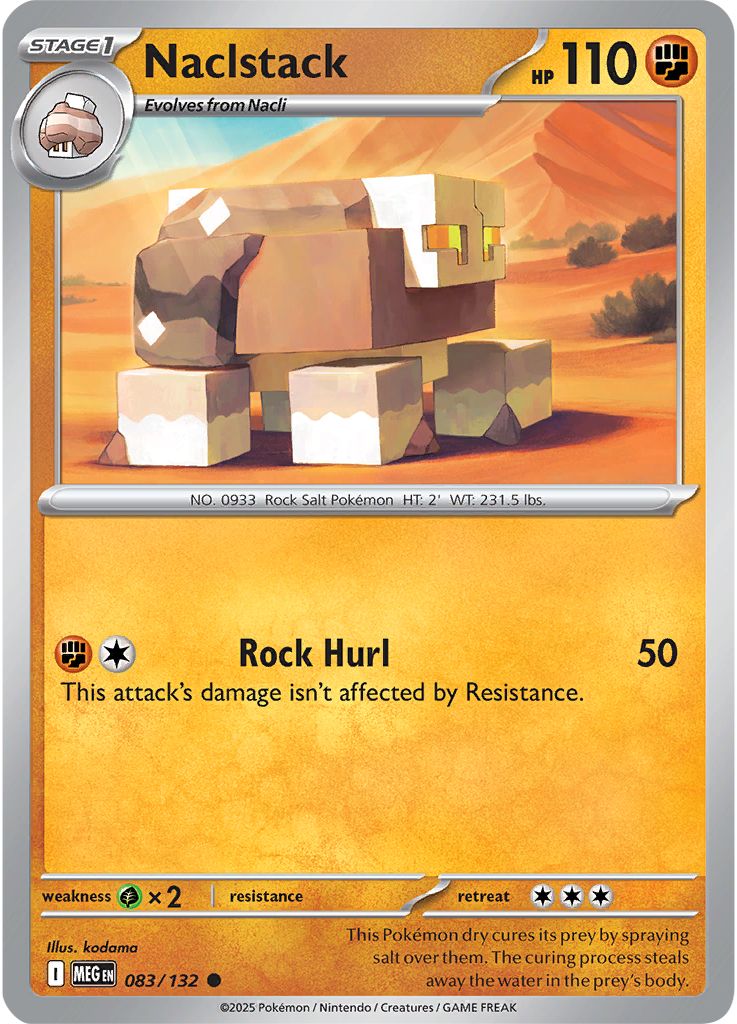 STAGE1
Naclstack
HP 110
Evolves from Nacli
NO. 0933 Rock Salt Pokémon HT: 2' WT: 231.5 lbs.
Rock Hurl 50
This attack's damage isn't affected by Resistance.
weakness ×2 resistance retreat
Illus. kodama
This Pokémon dry cures its prey by spraying
salt over them. The curing process steals
away the water in the prey's body.
I MEG EN 083/132
©2025 Pokémon / Nintendo / Creatures / GAME FREAK